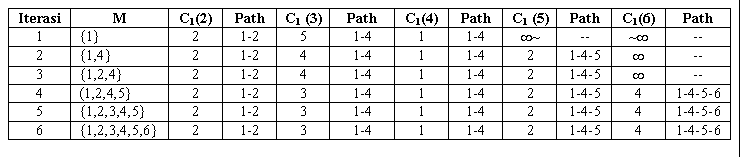 Iterasi M C₁(2) Path C₁ (3) Path C₁(4) Path C₁ (5) Path C₁(6) Path
1 {1} 2 1-2 5 1-4 1 1-4 ∞~ -- ~∞ --
2 {1,4} 2 1-2 4 1-4 1 1-4 2 1-4-5 ∞ --
3 {1,2,4} 2 1-2 4 1-4 1 1-4 2 1-4-5 ∞ --
4 (1,2,4,5} 2 1-2 3 1-4 1 1-4 2 1-4-5 4 1-4-5-6
5 {1,2,3,4,5} 2 1-2 3 1-4 1 1-4 2 1-4-5 4 1-4-5-6
6 {1,2,3,4,5,6} 2 1-2 3 1-4 1 1-4 2 1-4-5 4 1-4-5-6